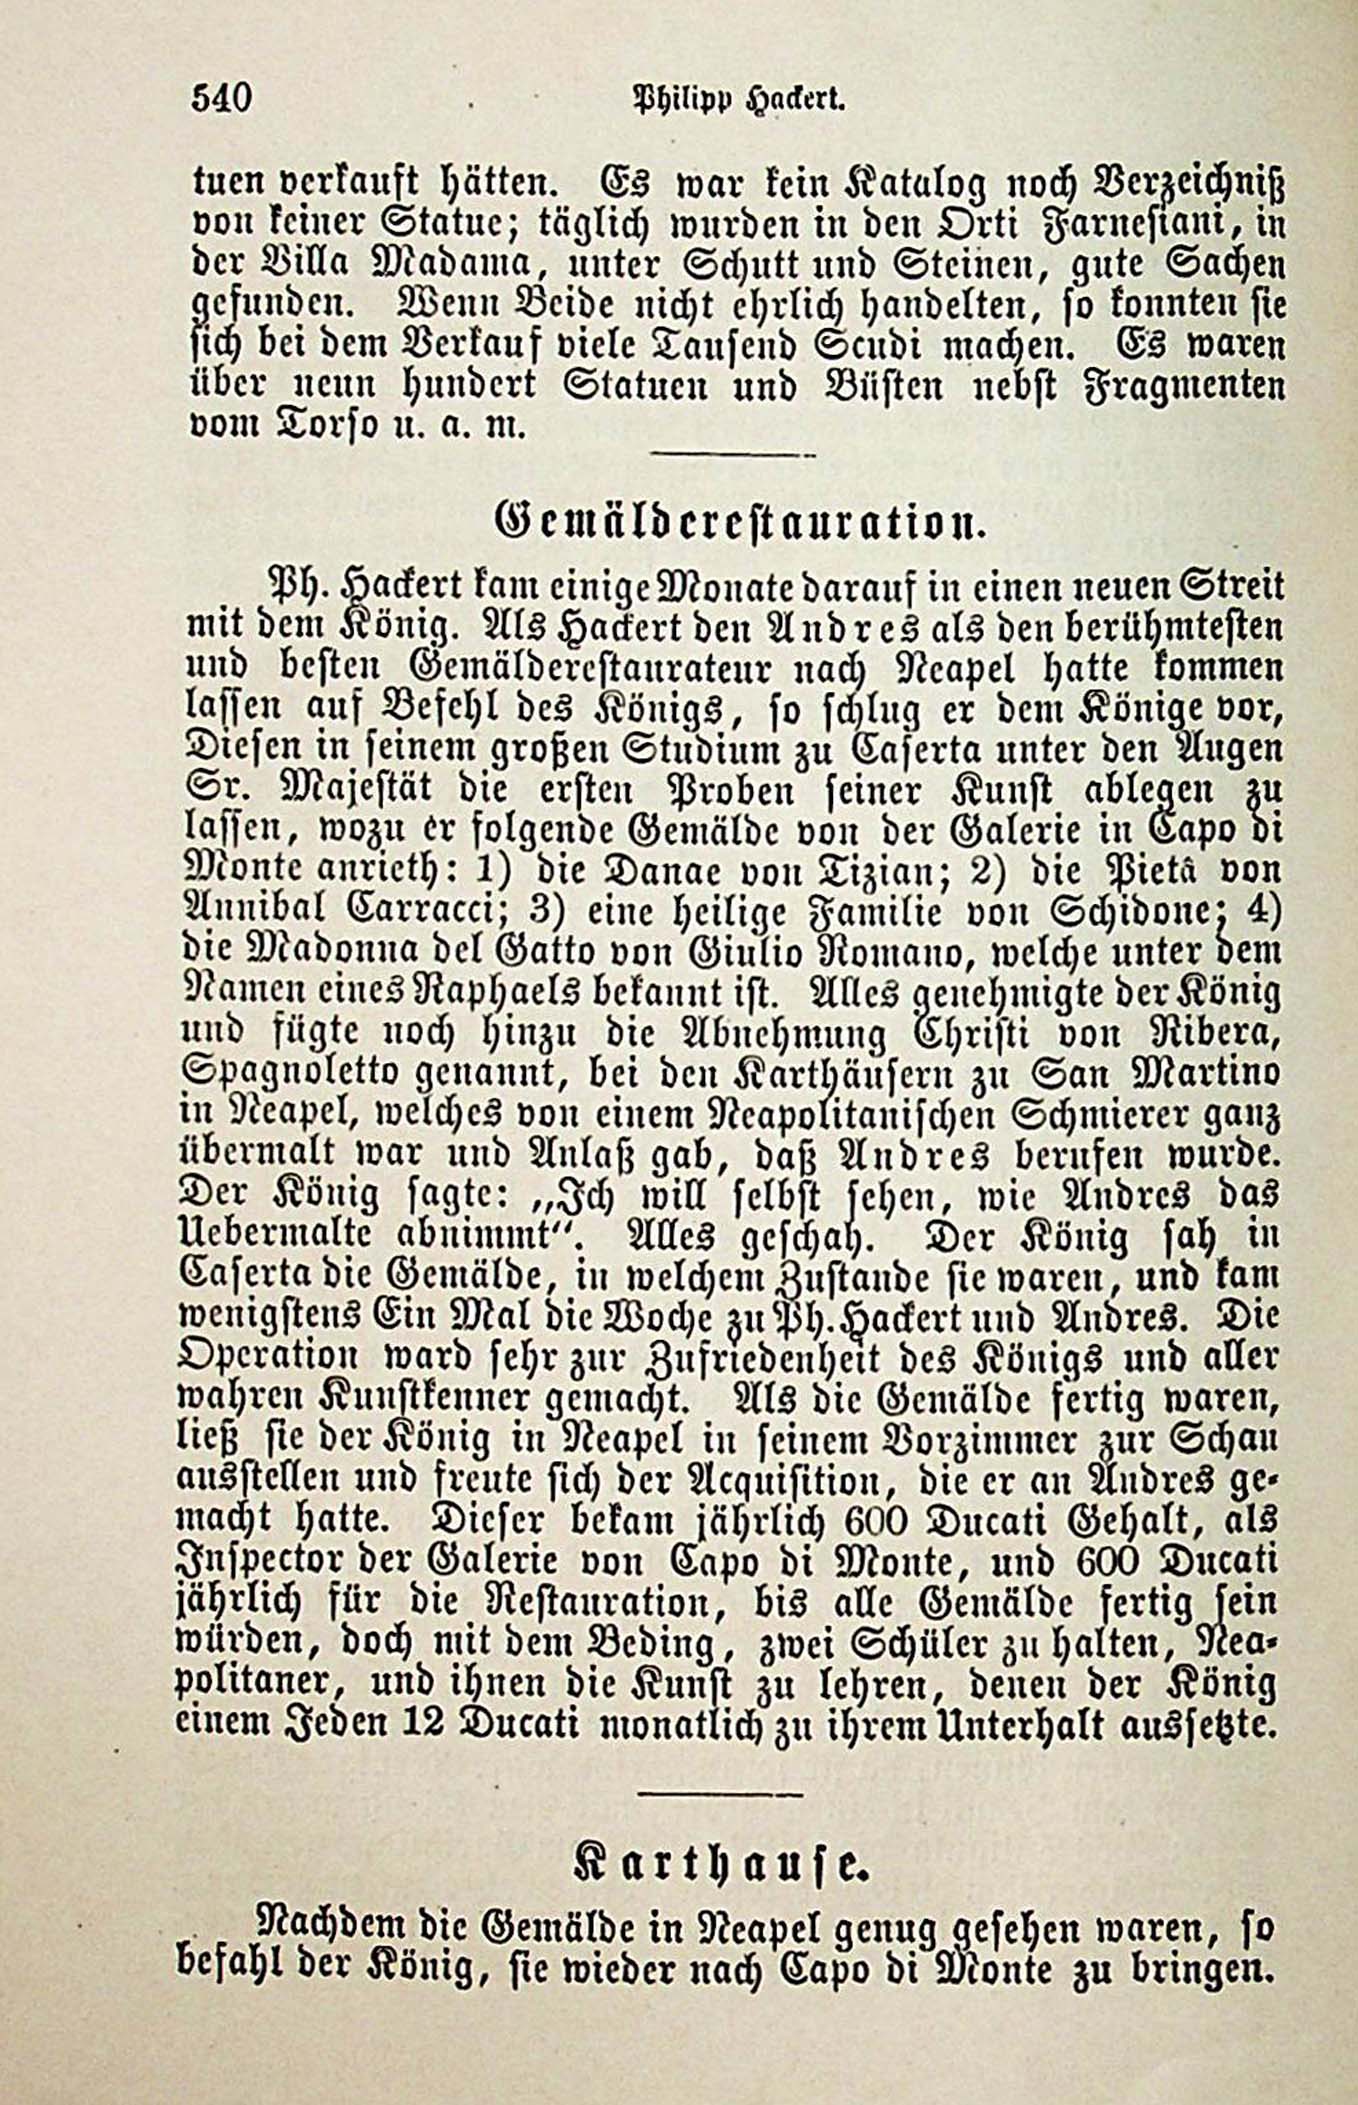 540 Philipp Hackert.
tuen verkauft hätten. Es war kein Katalog noch Verzeichniß
von keiner Statue; täglich wurden in den Orti Farnesiani, in
der Villa Madama, unter Schutt und Steinen, gute Sachen
gefunden. Wenn Beide nicht ehrlich handelten, so konnten sie
sich bei dem Verkauf viele Tausend Scudi machen. Es waren
über neun hundert Statuen und Büsten nebst Fragmenten
vom Torso u. a. m.
Gemälderestauration.
Ph. Hackert kam einige Monate darauf in einen neuen Streit
mit dem König. Als Hackert den Andres als den berühmtesten
und besten Gemälderestaurateur nach Neapel hatte kommen
lassen auf Befehl des Königs, so schlug er dem Könige vor,
Diesen in seinem großen Studium zu Caserta unter den Augen
Sr. Majestät die ersten Proben seiner Kunst ablegen zu
lassen, wozu er folgende Gemälde von der Galerie in Capo di
Monte anrieth: 1) die Danae von Tizian; 2) die Pietà von
Annibal Carracci; 3) eine heilige Familie von Schidone; 4)
die Madonna del Gatto von Giulio Romano, welche unter dem
Namen eines Raphaels bekannt ist. Alles genehmigte der König
und fügte noch hinzu die Abnehmung Christi von Ribera,
Spagnoletto genannt, bei den Karthäusern zu San Martino
in Neapel, welches von einem Neapolitanischen Schmierer ganz
übermalt war und Anlaß gab, daß Andres berufen wurde.
Der König sagte: „Ich will selbst sehen, wie Andres das
Uebermalte abnimmt“. Alles geschah. Der König sah in
Caserta die Gemälde, in welchem Zustande sie waren, und kam
wenigstens Ein Mal die Woche zu Ph. Hackert und Andres. Die
Operation ward sehr zur Zufriedenheit des Königs und aller
wahren Kunstkenner gemacht. Als die Gemälde fertig waren,
ließ sie der König in Neapel in seinem Vorzimmer zur Schau
ausstellen und freute sich der Acquisition, die er an Andres ge-
macht hatte. Dieser bekam jährlich 600 Ducati Gehalt, als
Inspector der Galerie von Capo di Monte, und 600 Ducati
jährlich für die Restauration, bis alle Gemälde fertig sein
würden, doch mit dem Beding, zwei Schüler zu halten, Nea-
politaner, und ihnen die Kunst zu lehren, denen der König
einem Jeden 12 Ducati monatlich zu ihrem Unterhalt aussetzte.
Karthause.
Nachdem die Gemälde in Neapel genug gesehen waren, so
befahl der König, sie wieder nach Capo di Monte zu bringen.